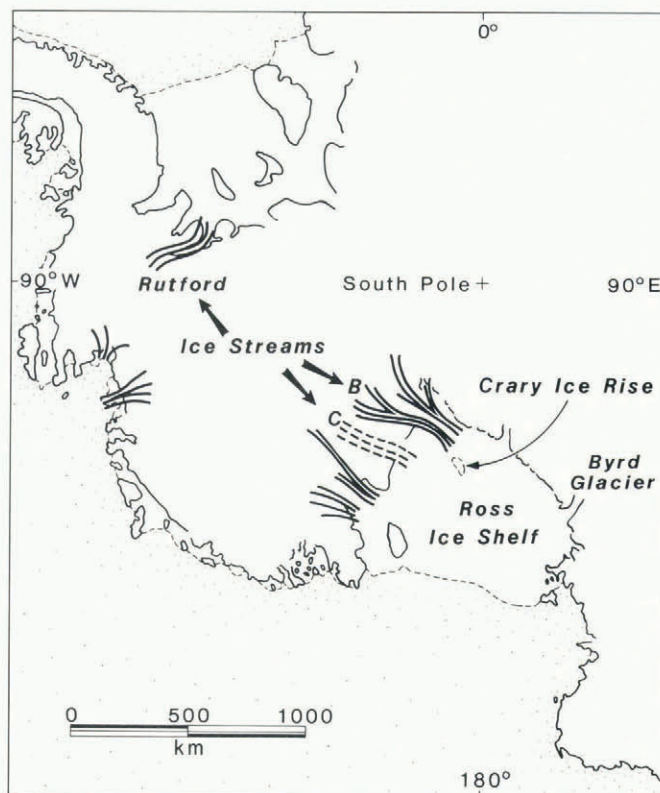 0°
90°W
Rutford
South Pole +
90°E
Ice Streams
B
Crary Ice Rise
C
Byrd
Glacier
Ross
Ice Shelf
0 500 1000
km
180°